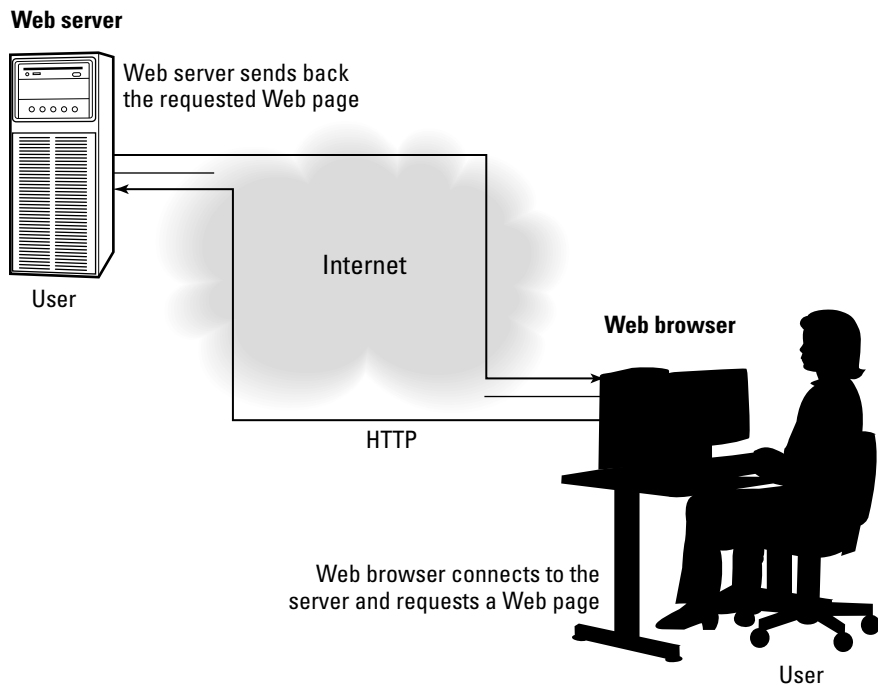 Web server
Web server sends back
the requested Web page
User
Internet
Web browser
HTTP
Web browser connects to the
server and requests a Web page
User